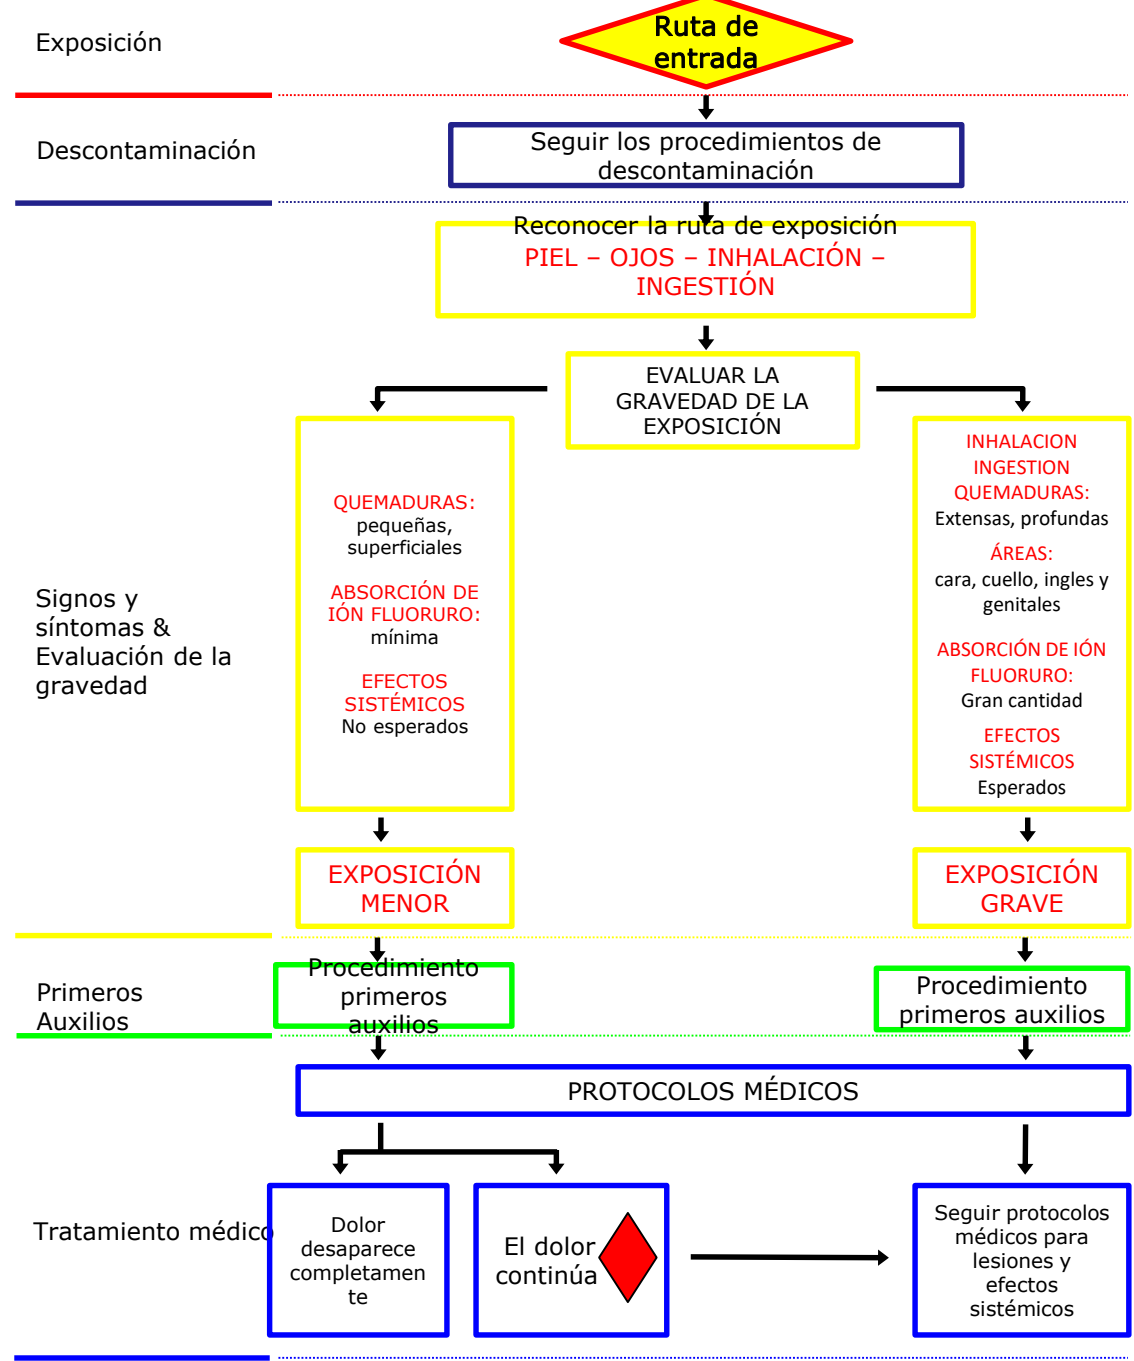 Exposición
Ruta de
entrada
Descontaminación
Seguir los procedimientos de
descontaminación
Reconocer la ruta de exposición
PIEL – OJOS – INHALACIÓN –
INGESTIÓN
EVALUAR LA
GRAVEDAD DE LA
EXPOSICIÓN
Signos y
síntomas &
Evaluación de la
gravedad
QUEMADURAS:
pequeñas,
superficiales
ABSORCIÓN DE
IÓN FLUORURO:
mínima
EFECTOS
SISTÉMICOS
No esperados
INHALACION
INGESTION
QUEMADURAS:
Extensas, profundas
ÁREAS:
cara, cuello, ingles y
genitales
ABSORCIÓN DE IÓN
FLUORURO:
Gran cantidad
EFECTOS
SISTÉMICOS
Esperados
EXPOSICIÓN
MENOR
EXPOSICIÓN
GRAVE
Primeros
Auxilios
Procedimiento
primeros
auxilios
Procedimiento
primeros auxilios
PROTOCOLOS MÉDICOS
Tratamiento médico
Dolor
desaparece
completamen
te
El dolor
continúa
Seguir protocolos
médicos para
lesiones y
efectos
sistémicos